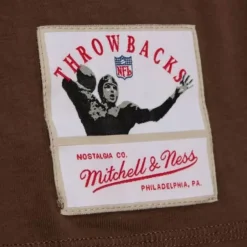 THROWBACKS
NFL
NOSTALGIA CO.
Mitchell & Ness
PHILADELPHIA, PA.